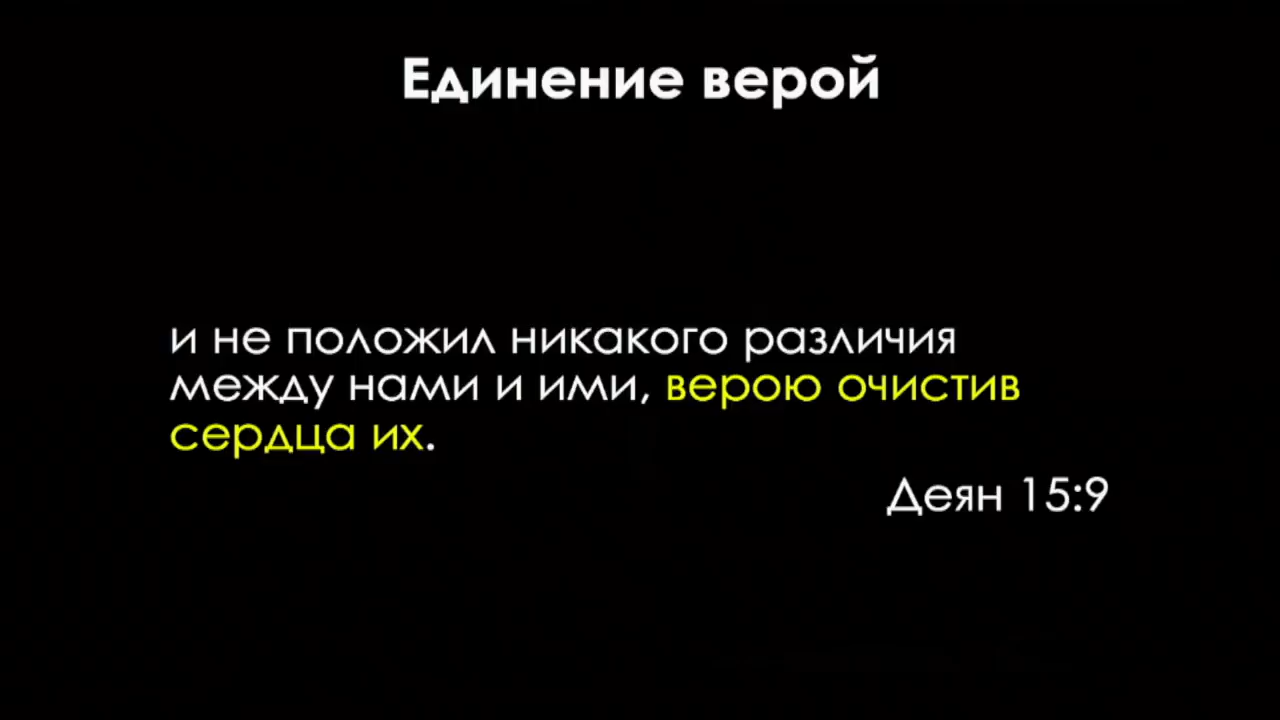 Единение верой
и не положил никакого различия
между нами и ими, верою очистив
сердца их.
Деян 15:9